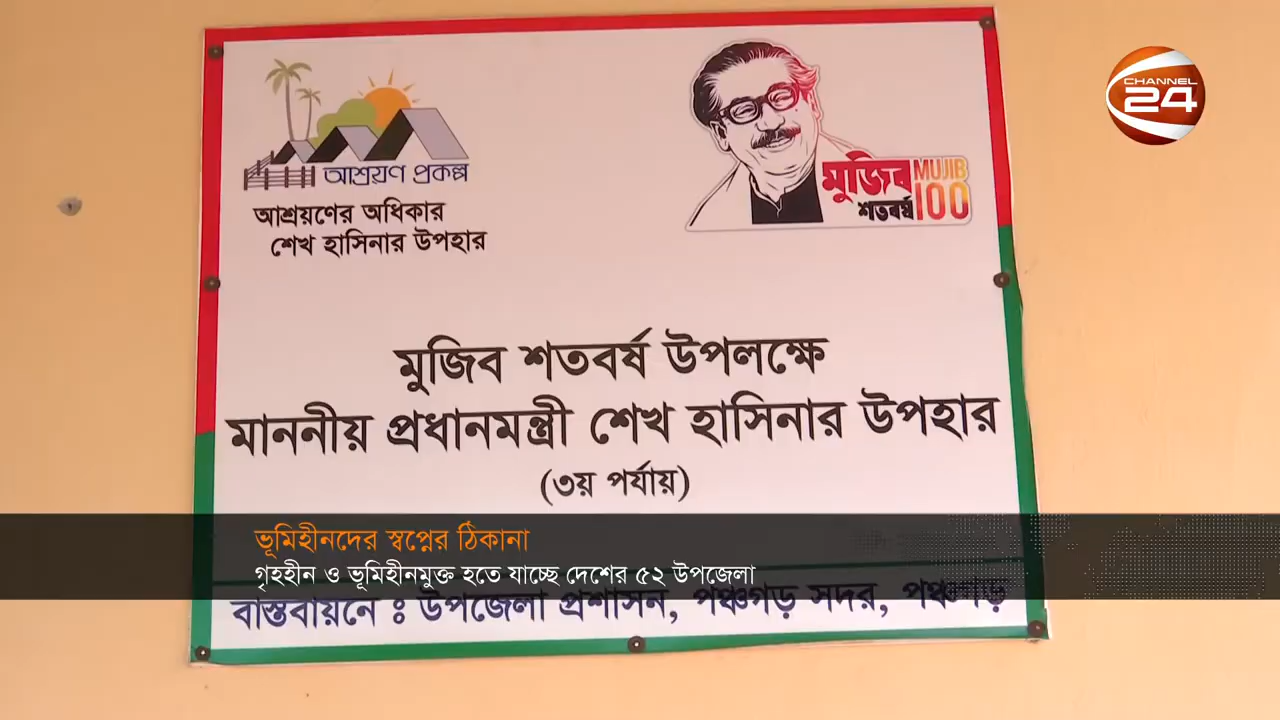 CHANNEL
24
আশ্রয়ণ প্রকল্প
আশ্রয়ণের অধিকার
শেখ হাসিনার উপহার
মুজিব MUJIB
শতবর্ষ 100
মুজিব শতবর্ষ উপলক্ষে
মাননীয় প্রধানমন্ত্রী শেখ হাসিনার উপহার
(৩য় পর্যায়)
ভূমিহীনদের স্বপ্নের ঠিকানা
গৃহহীন ও ভূমিহীনমুক্ত হতে যাচ্ছে দেশের ৫২ উপজেলা
বাস্তবায়নে ঃ উপজেলা প্রশাসন, পঞ্চগড় সদর, পঞ্চগড়